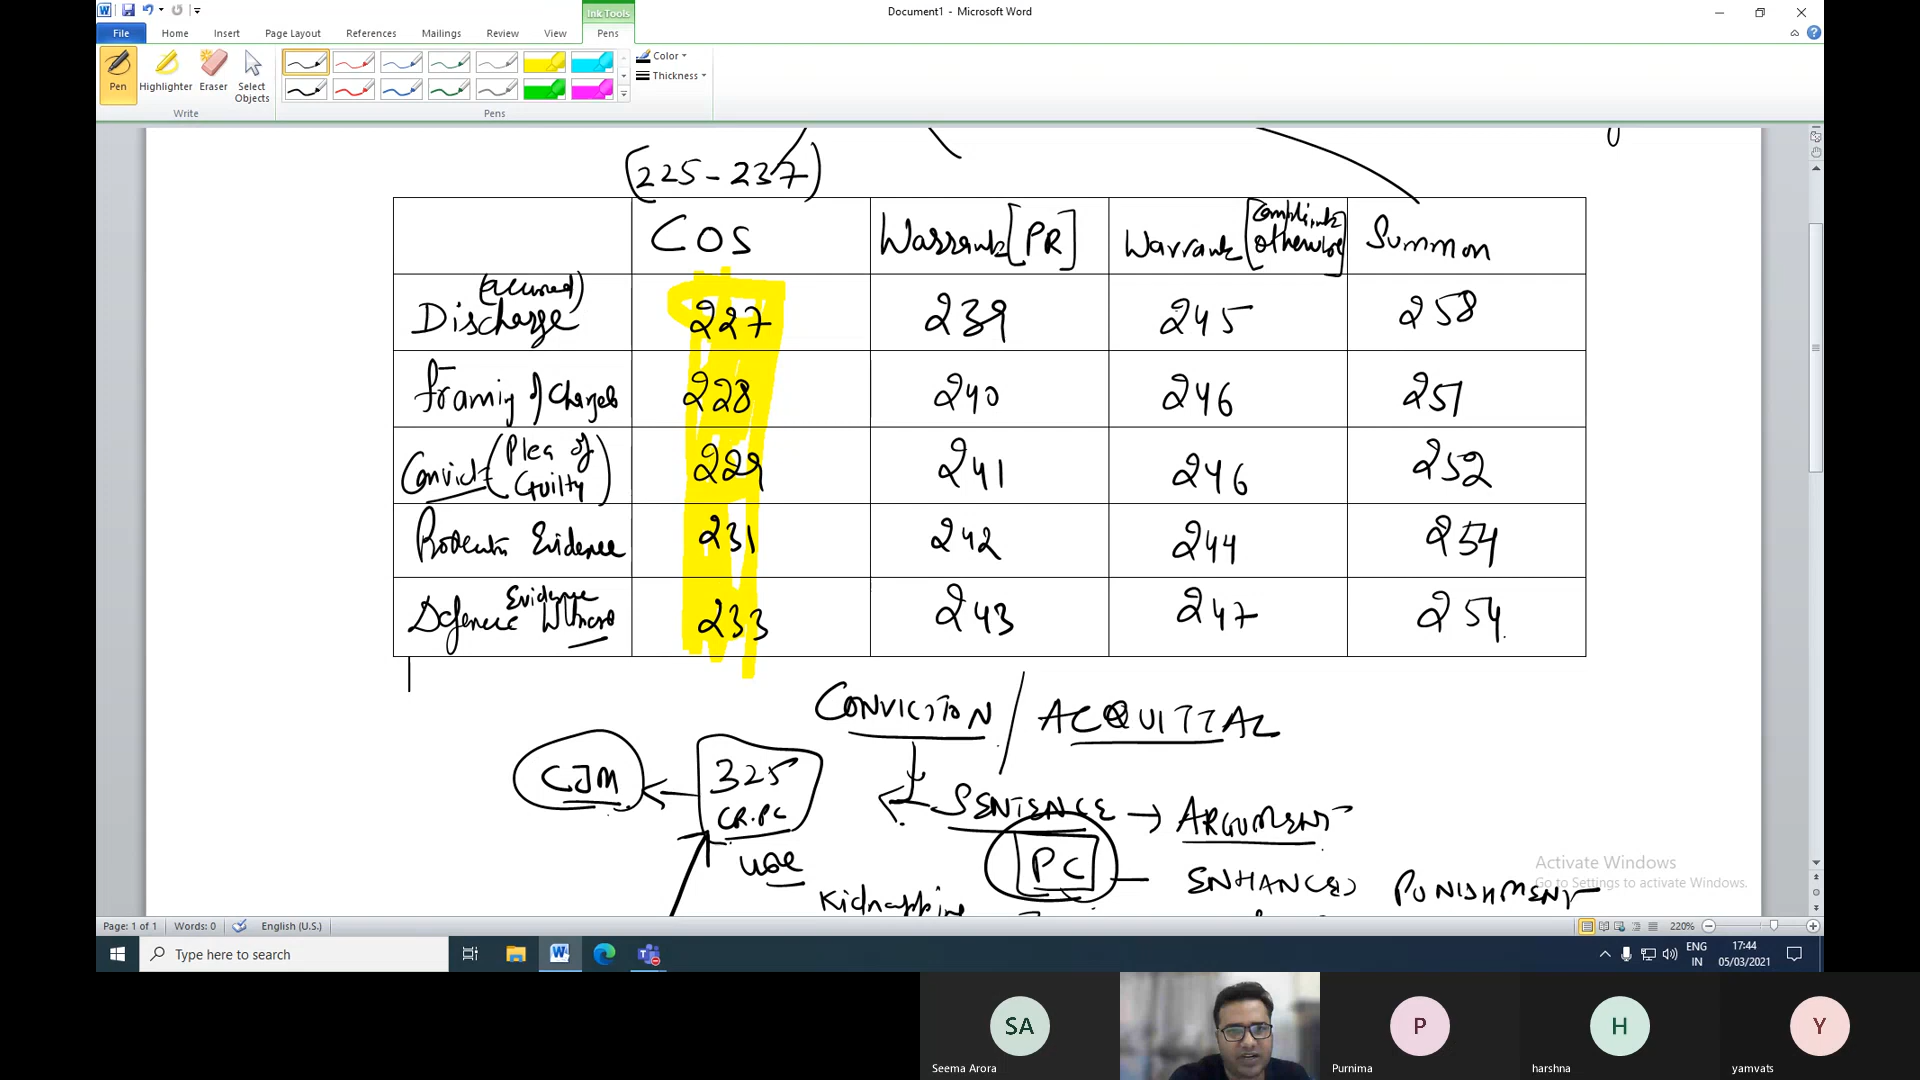 Document1 - Microsoft Word
Ink Tools
File Home Insert Page Layout References Mailings Review View Pens
Pen Highlighter Eraser Select Objects
Color
Thickness
Write
Pens
(225-237)
COS Warrant [PR] Warrant otherwise Summon
Discharge (accused) 227 239 245 258
Framing of Charges 228 240 246 251
Convict (Plea of Guilty) 229 241 246 252
Evidence 231 242 244 254
Defence Evidence 233 243 247 254
CONVICTION / ACQUITTAL
CJM 325 CR.PC
SENTENCE → ARGUMENT
use
PC
ENHANCED PUNISHMENT
Kidnapping
Activate Windows
Go to Settings to activate Windows.
Page: 1 of 1 Words: 0 English (U.S.) 220%
Type here to search
ENG
IN
17:44
05/03/2021
SA P H Y
Seema Arora Purnima harshna yamvats